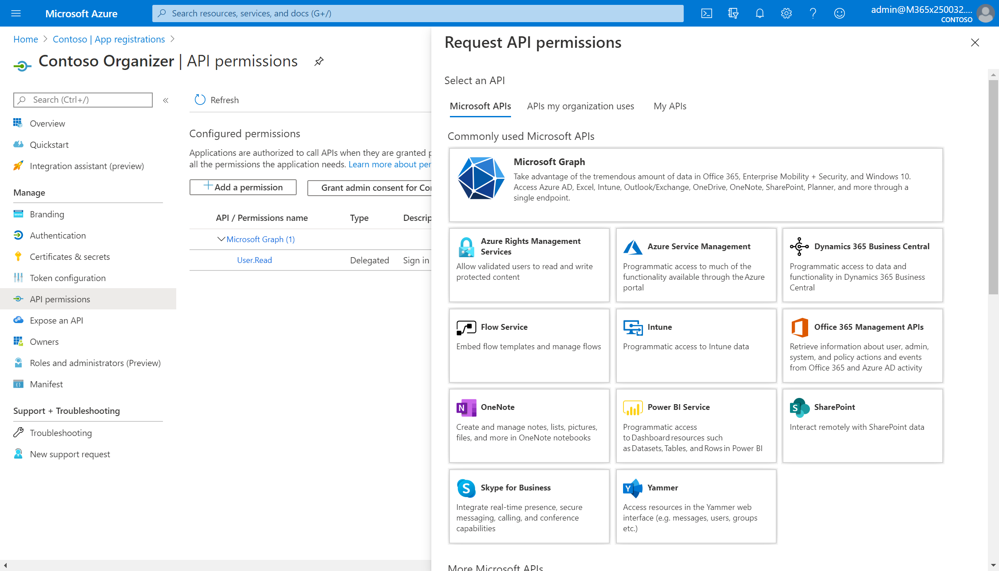 Microsoft Azure
Search resources, services, and docs (G+/)
admin@M365x250032....
CONTOSO
Home
Contoso | App registrations
Contoso Organizer | API permissions
Search (Ctrl+/)
Overview
Quickstart
Integration assistant (preview)
Manage
Branding
Authentication
Certificates & secrets
Token configuration
API permissions
Expose an API
Owners
Roles and administrators (Preview)
Manifest
Support + Troubleshooting
Troubleshooting
New support request
Refresh
Configured permissions
Applications are authorized to call APIs when they are granted p
all the permissions the application needs. Learn more about per
Add a permission
Grant admin consent for Con
API / Permissions name
Type
Descrip
Microsoft Graph (1)
User.Read
Delegated
Sign in
Request API permissions
Select an API
Microsoft APIs
APIs my organization uses
My APIs
Commonly used Microsoft APIs
Microsoft Graph
Take advantage of the tremendous amount of data in Office 365, Enterprise Mobility + Security, and Windows 10.
Access Azure AD, Excel, Intune, Outlook/Exchange, OneDrive, OneNote, SharePoint, Planner, and more through a
single endpoint.
Azure Rights Management
Services
Allow validated users to read and write
protected content
Azure Service Management
Programmatic access to much of the
functionality available through the Azure
portal
Dynamics 365 Business Central
Programmatic access to data and
functionality in Dynamics 365 Business
Central
Flow Service
Embed flow templates and manage flows
Intune
Programmatic access to Intune data
Office 365 Management APIs
Retrieve information about user, admin,
system, and policy actions and events
from Office 365 and Azure AD activity
OneNote
Create and manage notes, lists, pictures,
files, and more in OneNote notebooks
Power BI Service
Programmatic access
to Dashboard resources such
as Datasets, Tables, and Rows in Power BI
SharePoint
Interact remotely with SharePoint data
Skype for Business
Integrate real-time presence, secure
messaging, calling, and conference
capabilities
Yammer
Access resources in the Yammer web
interface (e.g. messages, users, groups
etc.)
More Microsoft APIs